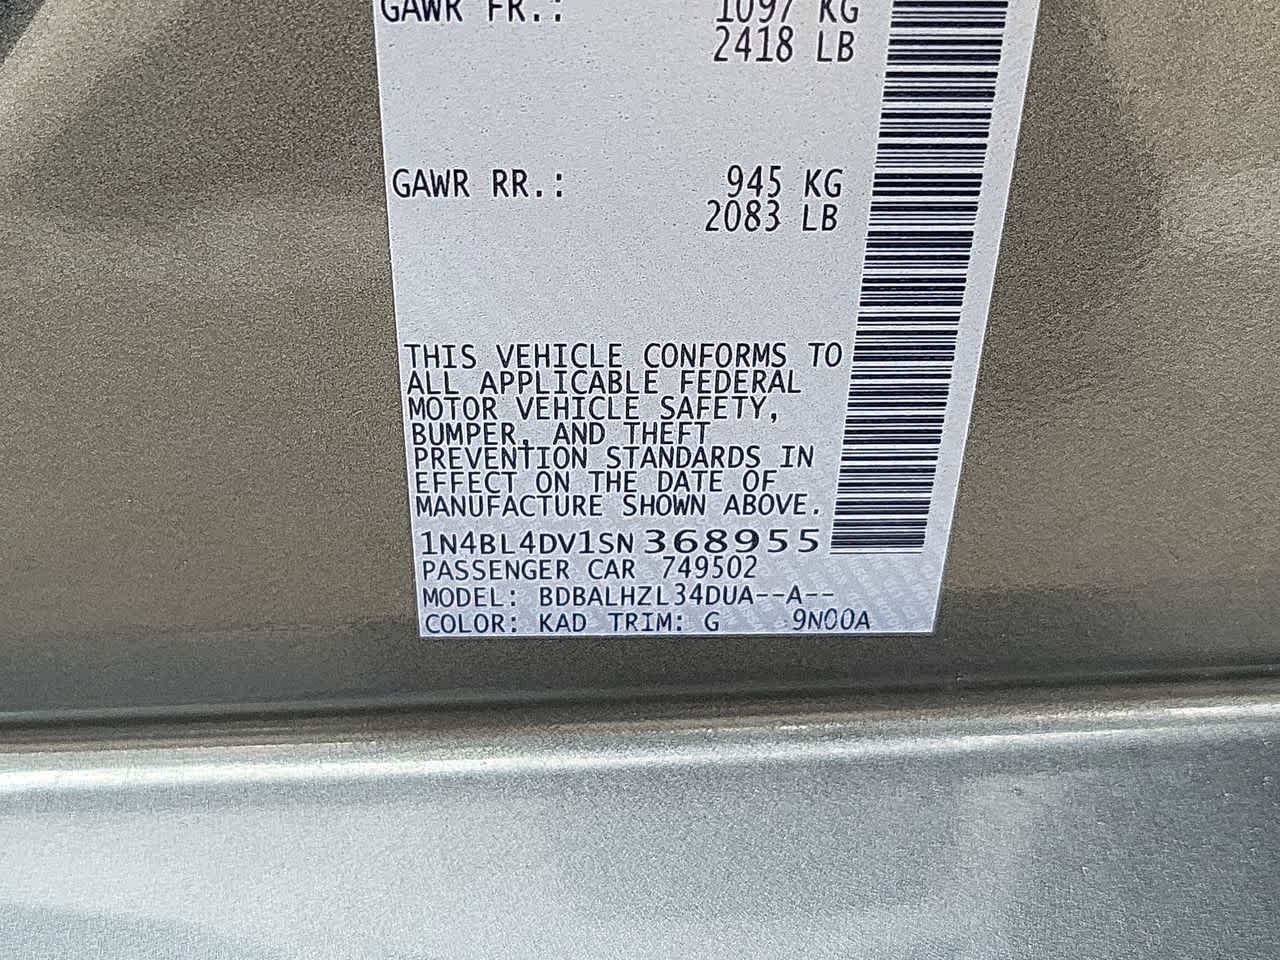 GAWR FR.: 1097 KG
2418 LB
GAWR RR.: 945 KG
2083 LB
THIS VEHICLE CONFORMS TO
ALL APPLICABLE FEDERAL
MOTOR VEHICLE SAFETY,
BUMPER, AND THEFT
PREVENTION STANDARDS IN
EFFECT ON THE DATE OF
MANUFACTURE SHOWN ABOVE.
1N4BL4DV1SN368955
PASSENGER CAR 749502
MODEL: BDBALHZL34DUA--A--
COLOR: KAD TRIM: G 9N00A